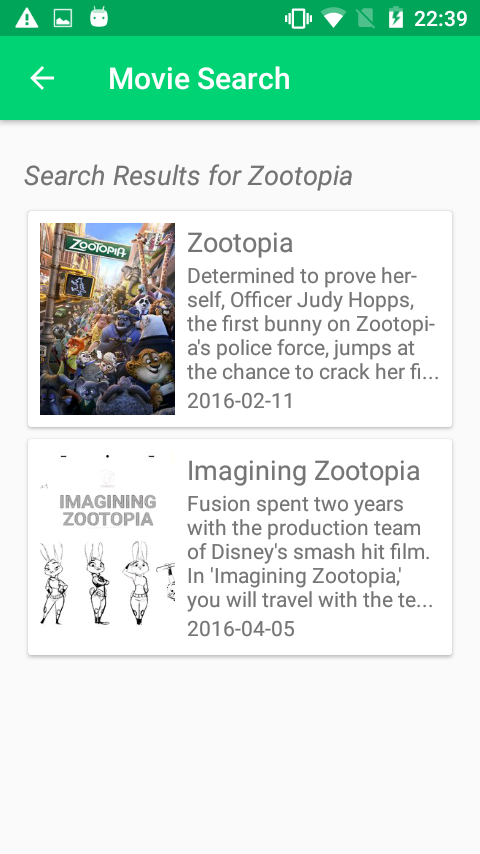 22:39
Movie Search
Search Results for Zootopia
ZOOTOPIA
Zootopia
Determined to prove her-
self, Officer Judy Hopps,
the first bunny on Zootopi-
a's police force, jumps at
the chance to crack her fi...
2016-02-11
IMAGINING
ZOOTOPIA
Imagining Zootopia
Fusion spent two years
with the production team
of Disney's smash hit film.
In 'Imagining Zootopia,'
you will travel with the te...
2016-04-05